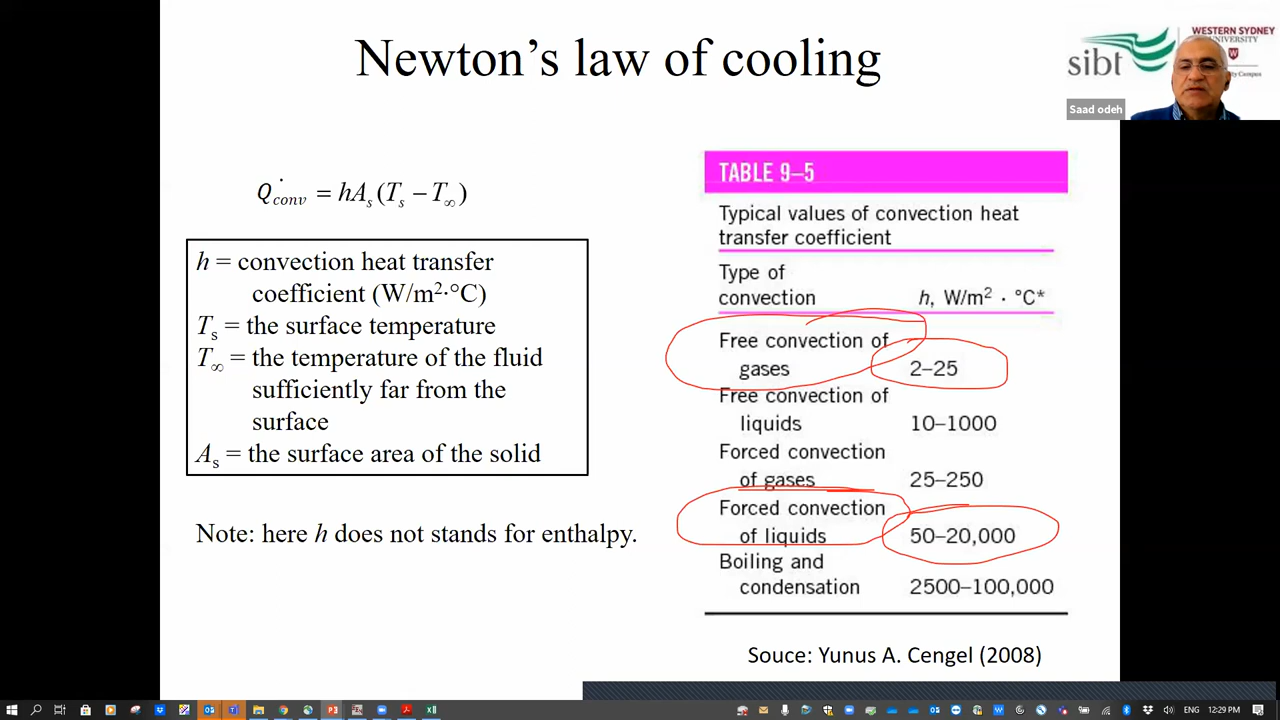 Newton's law of cooling
sibt
WESTERN SYDNEY
UNIVERSITY
W
Campus
Saad odeh
Q̇conv = hAs(Ts − T∞)
h = convection heat transfer
coefficient (W/m²·°C)
Ts = the surface temperature
T∞ = the temperature of the fluid
sufficiently far from the
surface
As = the surface area of the solid
Note: here h does not stands for enthalpy.
TABLE 9–5
Typical values of convection heat
transfer coefficient
Type of
convection h, W/m² · °C*
Free convection of
gases 2–25
Free convection of
liquids 10–1000
Forced convection
of gases 25–250
Forced convection
of liquids 50–20,000
Boiling and
condensation 2500–100,000
Souce: Yunus A. Cengel (2008)
ENG 12:29 PM